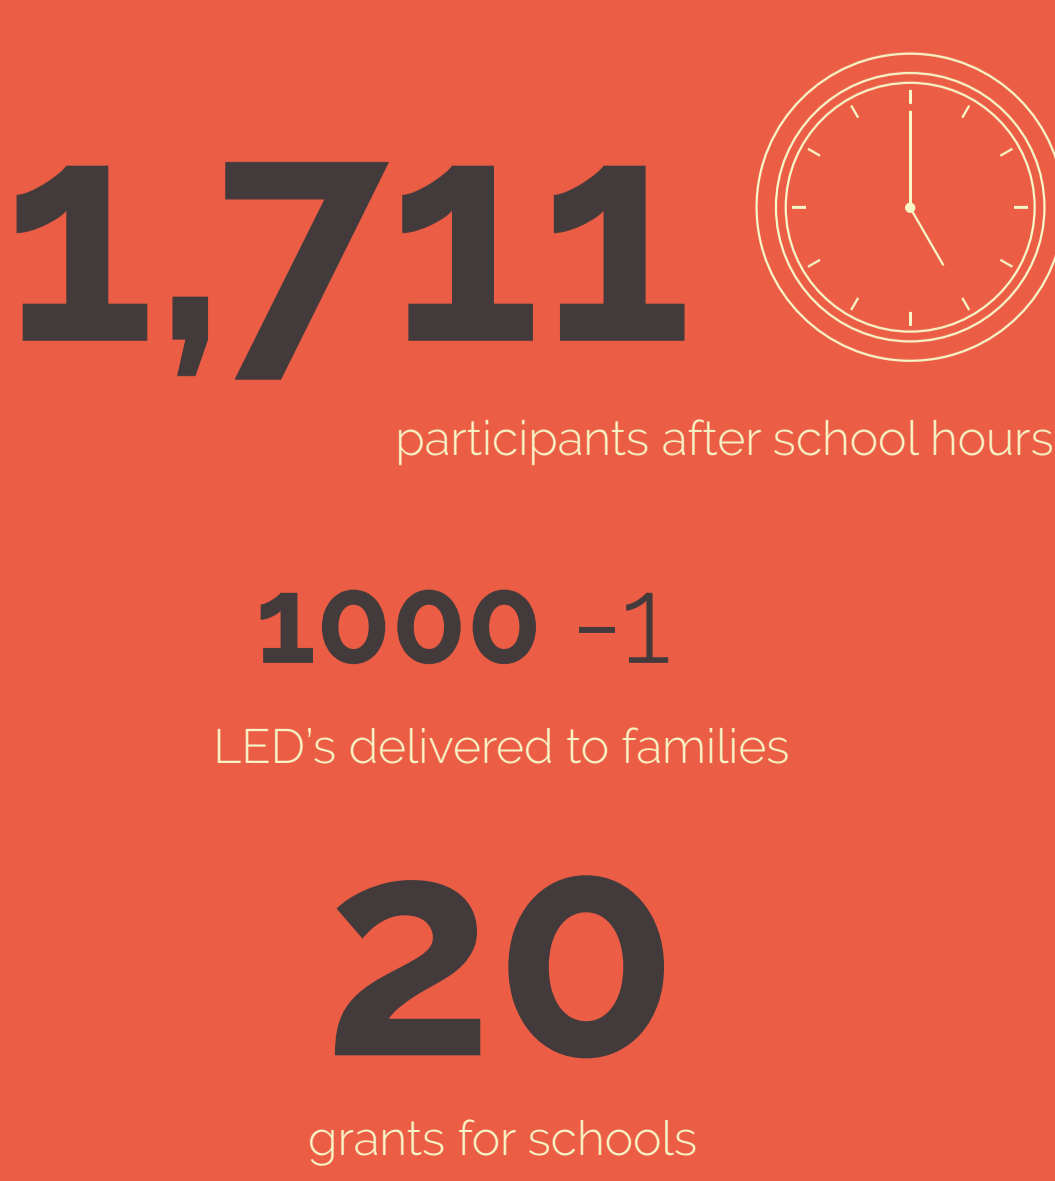 1,711
participants after school hours
1000 –1
LED’s delivered to families
20
grants for schools